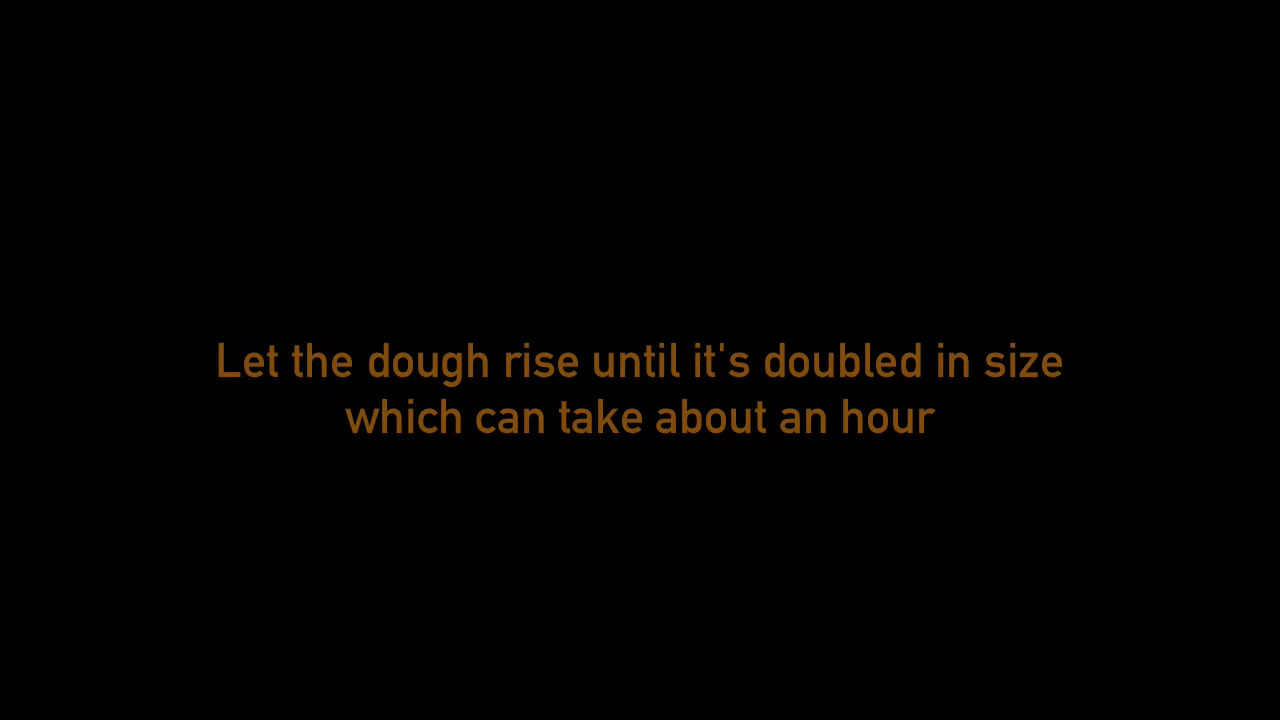 Let the dough rise until it's doubled in size
which can take about an hour